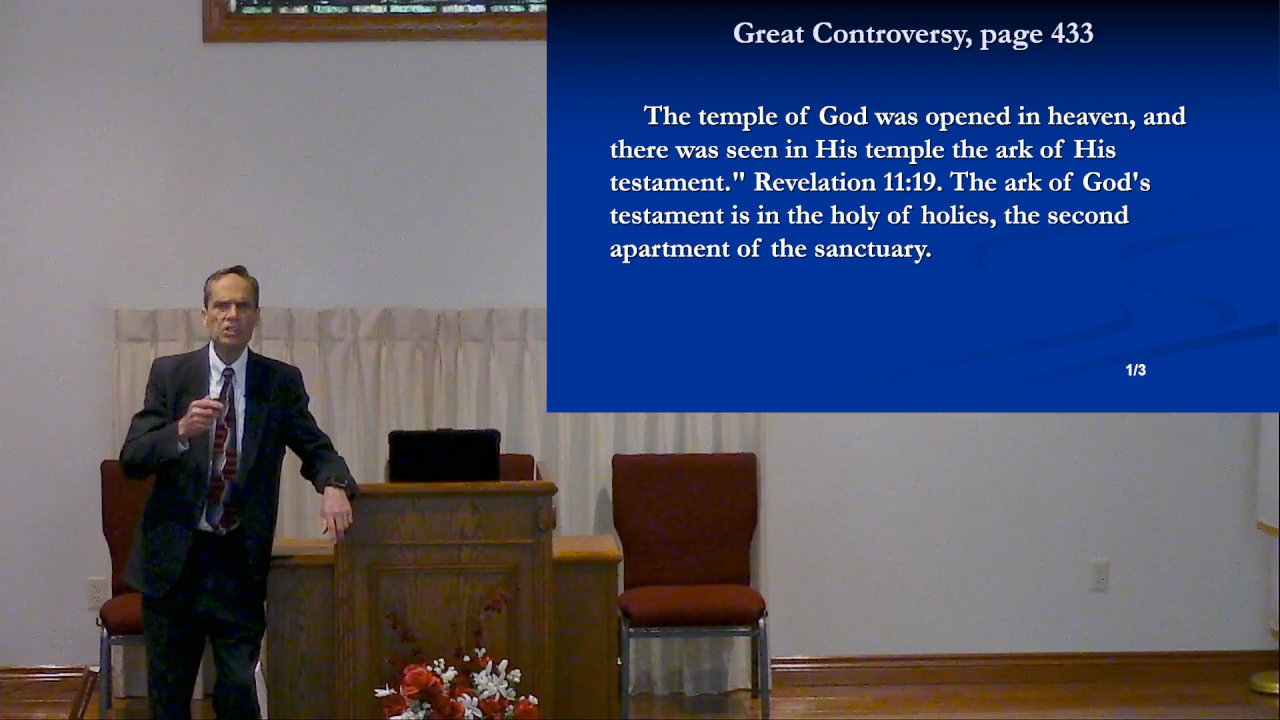 Great Controversy, page 433
The temple of God was opened in heaven, and
there was seen in His temple the ark of His
testament." Revelation 11:19. The ark of God's
testament is in the holy of holies, the second
apartment of the sanctuary.
1/3